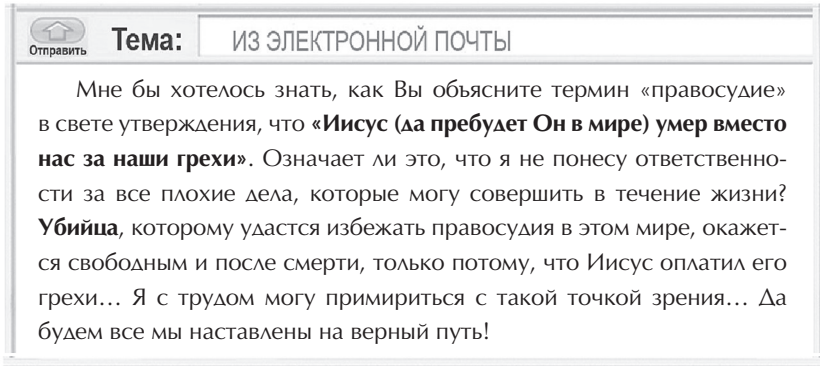 Отправить Тема: ИЗ ЭЛЕКТРОННОЙ ПОЧТЫ
Мне бы хотелось знать, как Вы объясните термин «правосудие»
в свете утверждения, что «Иисус (да пребудет Он в мире) умер вместо
нас за наши грехи». Означает ли это, что я не понесу ответственно-
сти за все плохие дела, которые могу совершить в течение жизни?
Убийца, которому удастся избежать правосудия в этом мире, окажет-
ся свободным и после смерти, только потому, что Иисус оплатил его
грехи... Я с трудом могу примириться с такой точкой зрения... Да
будем все мы наставлены на верный путь!